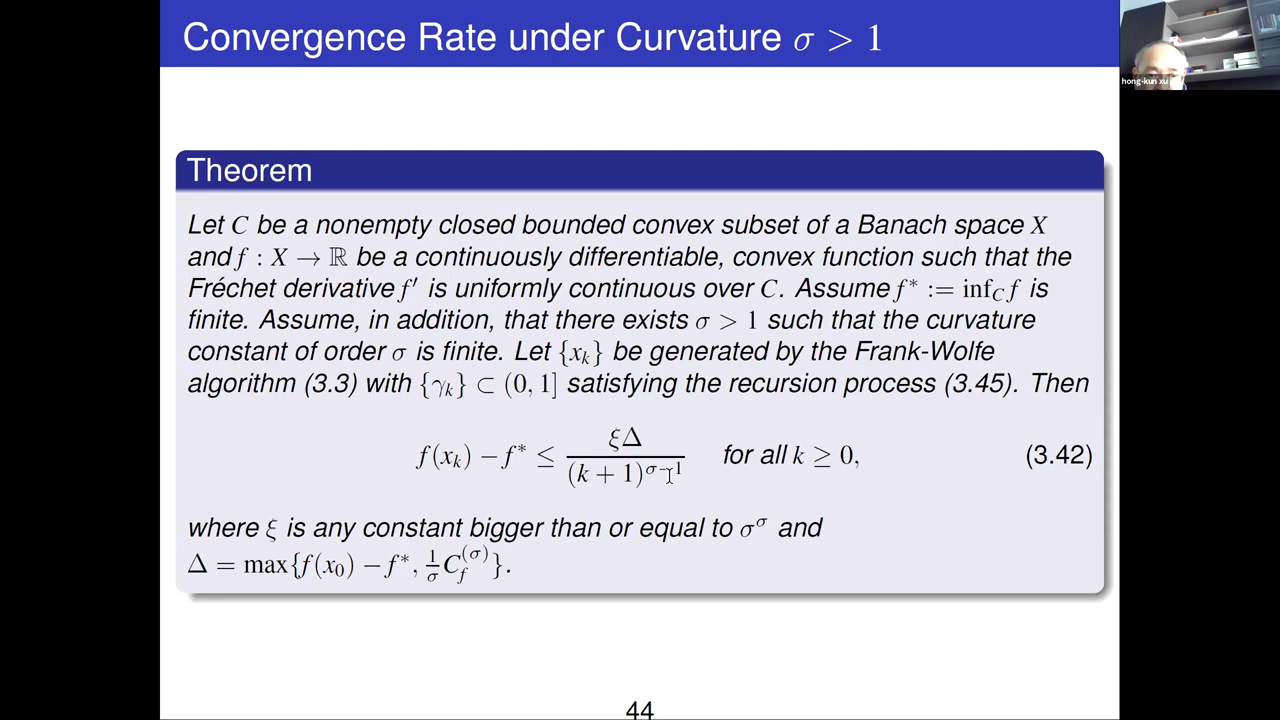 Convergence Rate under Curvature σ > 1
hong-kun xu
Theorem
Let C be a nonempty closed bounded convex subset of a Banach space X
and f : X → ℝ be a continuously differentiable, convex function such that the
Fréchet derivative f′ is uniformly continuous over C. Assume f* := inf_C f is
finite. Assume, in addition, that there exists σ > 1 such that the curvature
constant of order σ is finite. Let {x_k} be generated by the Frank-Wolfe
algorithm (3.3) with {γ_k} ⊂ (0, 1] satisfying the recursion process (3.45). Then
f(x_k) − f* ≤ ξΔ / (k + 1)^{σ−1} for all k ≥ 0, (3.42)
where ξ is any constant bigger than or equal to σ^σ and
Δ = max{f(x_0) − f*, 1/σ C_f^{(σ)}}.
44